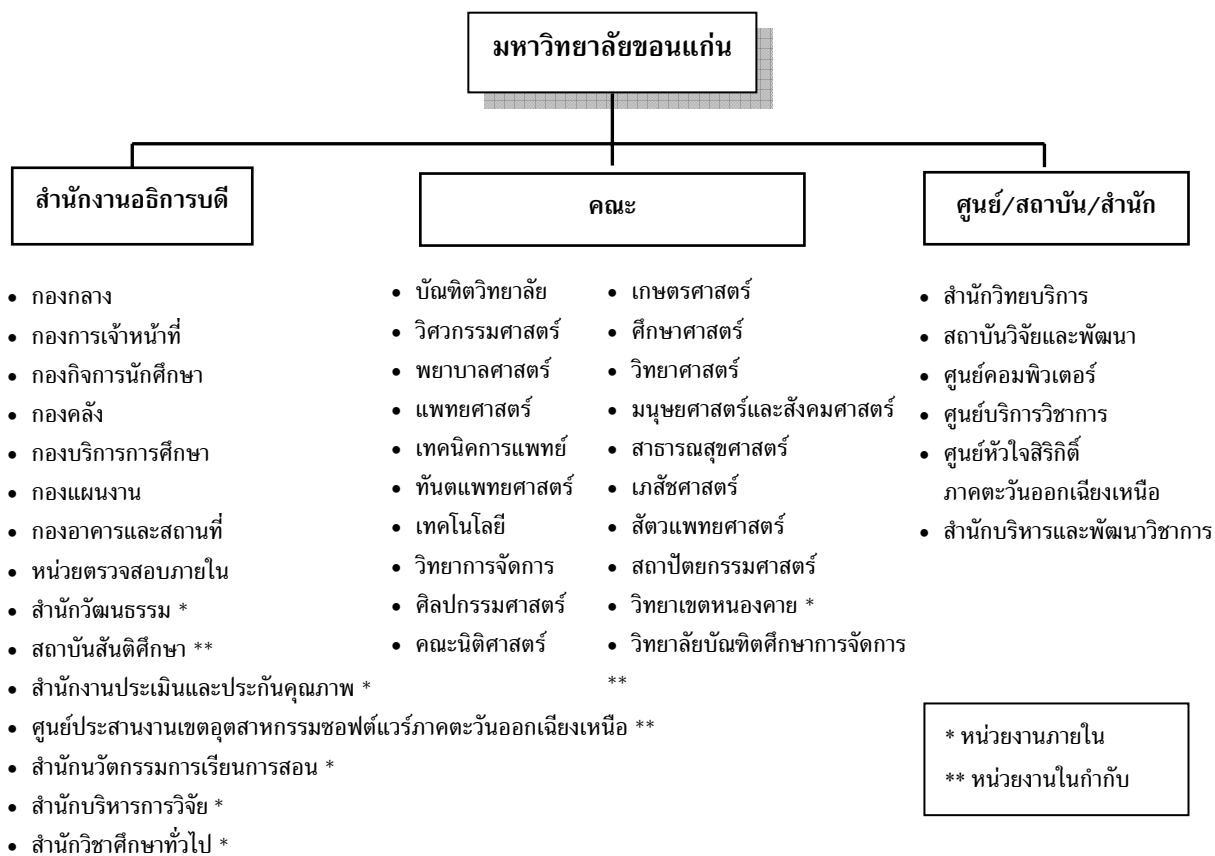 มหาวิทยาลัยขอนแก่น
สำนักงานอธิการบดี
• กองกลาง
• กองการเจ้าหน้าที่
• กองกิจการนักศึกษา
• กองคลัง
• กองบริการการศึกษา
• กองแผนงาน
• กองอาคารและสถานที่
• หน่วยตรวจสอบภายใน
• สำนักวัฒนธรรม *
• สถาบันสันติศึกษา **
• สำนักงานประเมินและประกันคุณภาพ *
• ศูนย์ประสานงานเขตอุตสาหกรรมซอฟต์แวร์ภาคตะวันออกเฉียงเหนือ **
• สำนักนวัตกรรมการเรียนการสอน *
• สำนักบริหารการวิจัย *
• สำนักวิชาศึกษาทั่วไป *
คณะ
• บัณฑิตวิทยาลัย
• วิศวกรรมศาสตร์
• พยาบาลศาสตร์
• แพทยศาสตร์
• เทคนิคการแพทย์
• ทันตแพทยศาสตร์
• เทคโนโลยี
• วิทยาการจัดการ
• ศิลปกรรมศาสตร์
• คณะนิติศาสตร์
• เกษตรศาสตร์
• ศึกษาศาสตร์
• วิทยาศาสตร์
• มนุษยศาสตร์และสังคมศาสตร์
• สาธารณสุขศาสตร์
• เภสัชศาสตร์
• สัตวแพทยศาสตร์
• สถาปัตยกรรมศาสตร์
• วิทยาเขตหนองคาย *
• วิทยาลัยบัณฑิตศึกษาการจัดการ
**
ศูนย์/สถาบัน/สำนัก
• สำนักวิทยบริการ
• สถาบันวิจัยและพัฒนา
• ศูนย์คอมพิวเตอร์
• ศูนย์บริการวิชาการ
• ศูนย์หัวใจสิริกิติ์
ภาคตะวันออกเฉียงเหนือ
• สำนักบริหารและพัฒนาวิชาการ
* หน่วยงานภายใน
** หน่วยงานในกำกับ